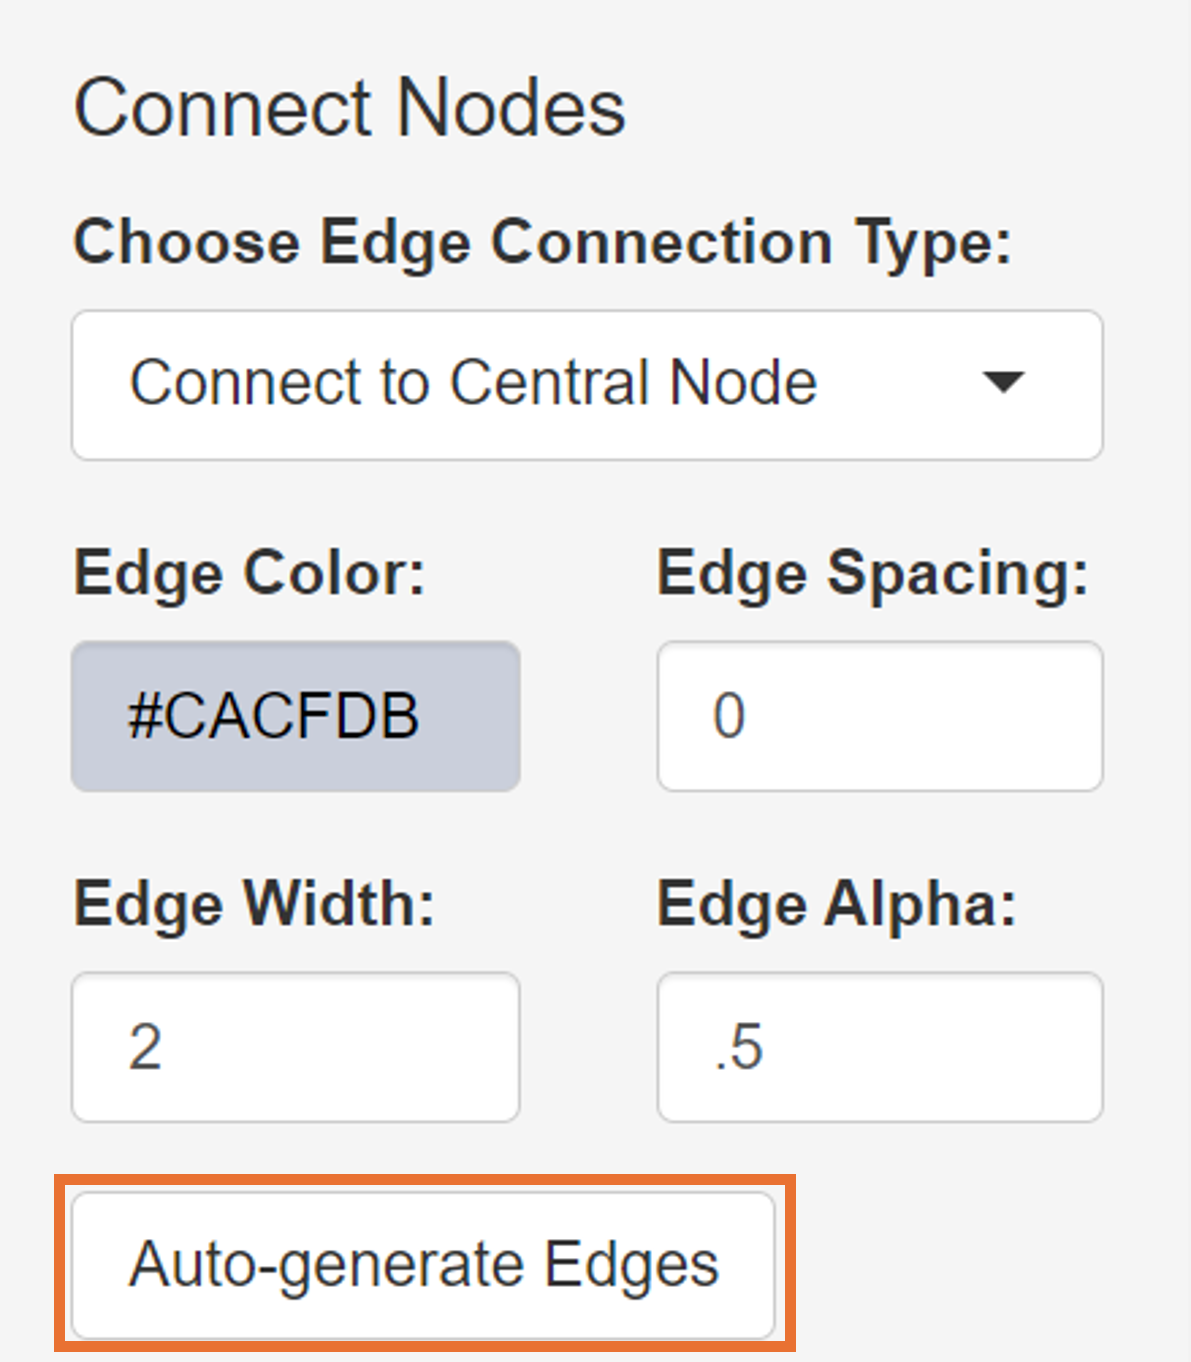 Connect Nodes
Choose Edge Connection Type:
Connect to Central Node
Edge Color: Edge Spacing:
#CACFDB 0
Edge Width: Edge Alpha:
2 .5
Auto-generate Edges